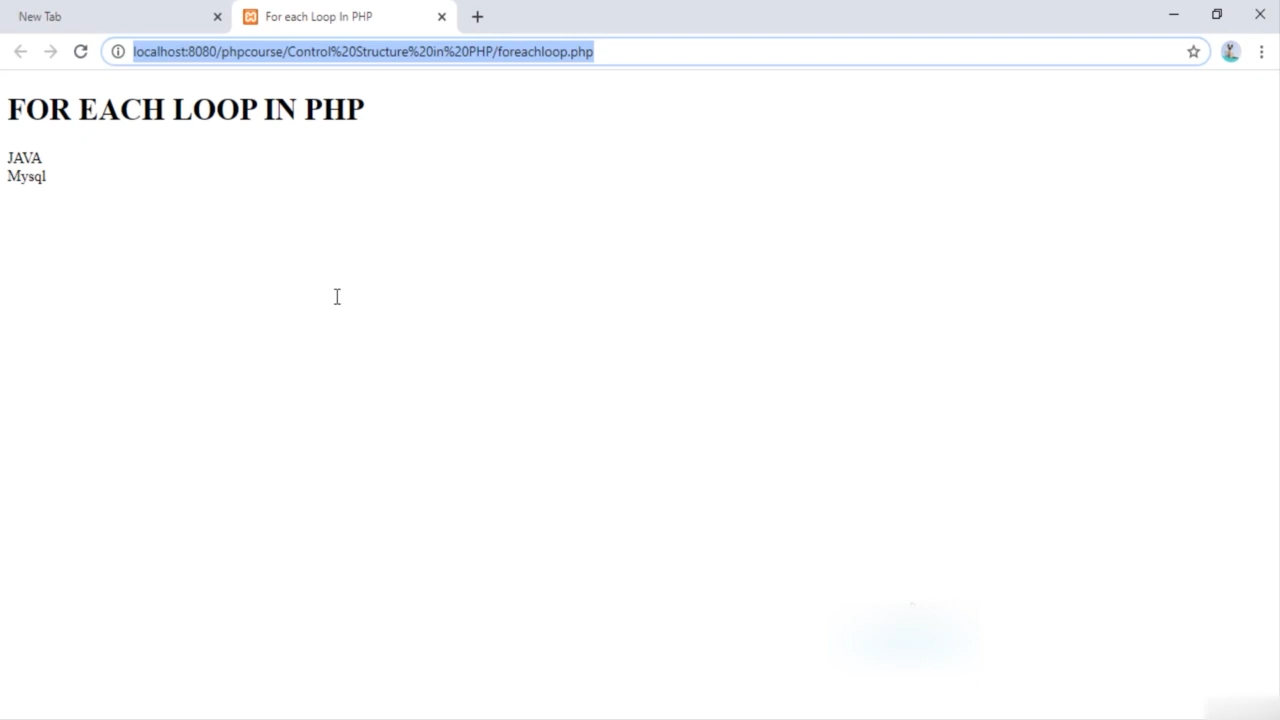 New Tab
For each Loop In PHP
localhost:8080/phpcourse/Control%20Structure%20in%20PHP/foreachloop.php
FOR EACH LOOP IN PHP
JAVA
Mysql